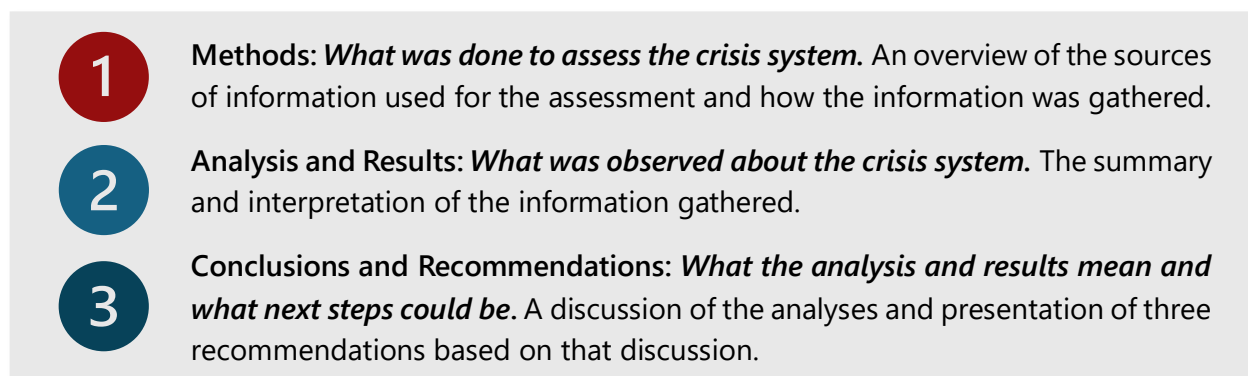 1
Methods: What was done to assess the crisis system. An overview of the sources
of information used for the assessment and how the information was gathered.
2
Analysis and Results: What was observed about the crisis system. The summary
and interpretation of the information gathered.
3
Conclusions and Recommendations: What the analysis and results mean and
what next steps could be. A discussion of the analyses and presentation of three
recommendations based on that discussion.